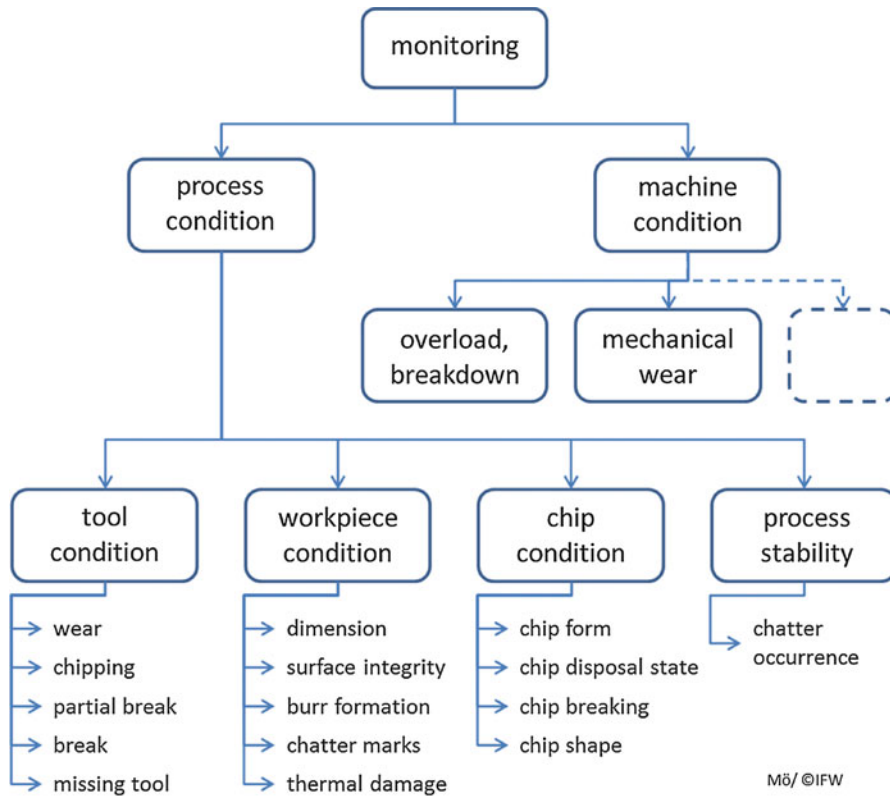 monitoring
process
condition
machine
condition
overload,
breakdown
mechanical
wear
tool
condition
workpiece
condition
chip
condition
process
stability
wear
chipping
partial break
break
missing tool
dimension
surface integrity
burr formation
chatter marks
thermal damage
chip form
chip disposal state
chip breaking
chip shape
chatter
occurrence
Mö/ ©IFW